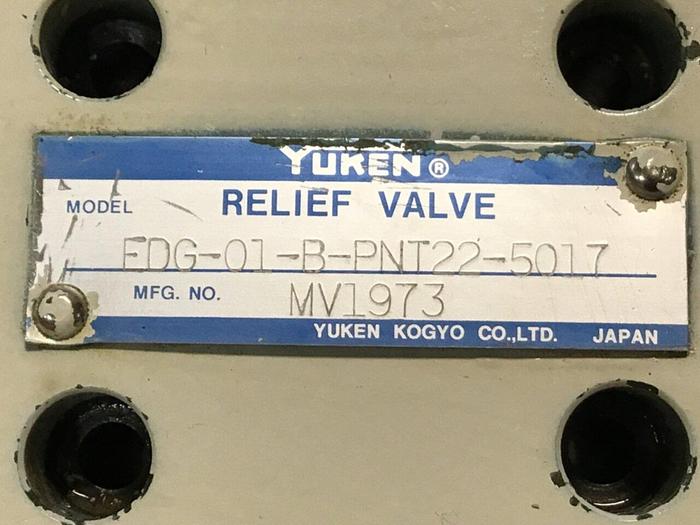 YUKEN ®
MODEL RELIEF VALVE
EDG-01-B-PNT22-5017
MFG. NO. MV1973
YUKEN KOGYO CO.,LTD. JAPAN